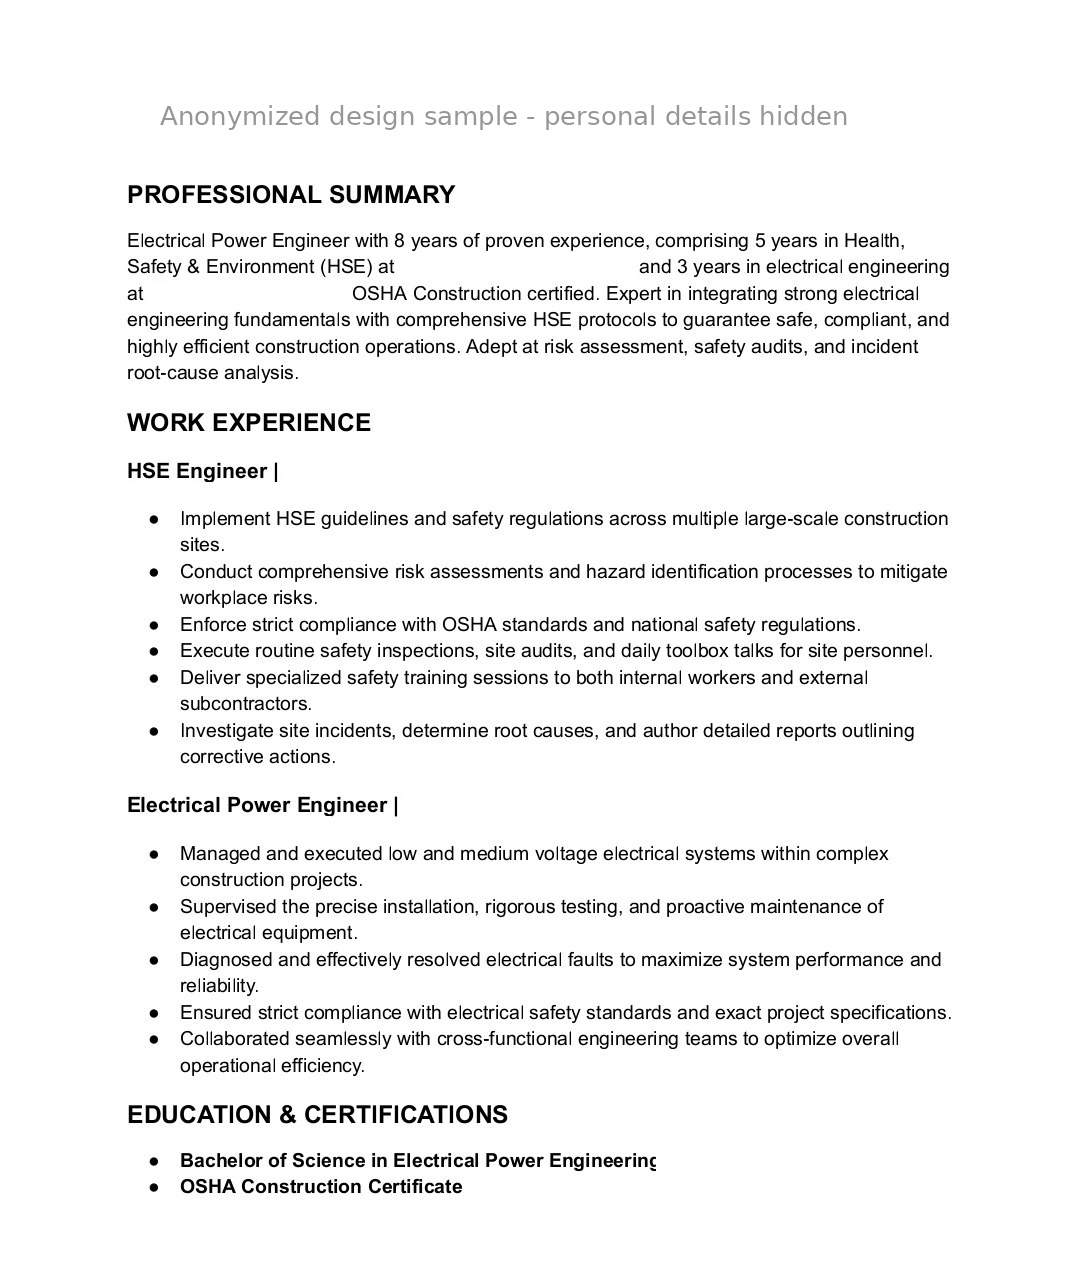 Anonymized design sample - personal details hidden
PROFESSIONAL SUMMARY
Electrical Power Engineer with 8 years of proven experience, comprising 5 years in Health,
Safety & Environment (HSE) at and 3 years in electrical engineering
at OSHA Construction certified. Expert in integrating strong electrical
engineering fundamentals with comprehensive HSE protocols to guarantee safe, compliant, and
highly efficient construction operations. Adept at risk assessment, safety audits, and incident
root-cause analysis.
WORK EXPERIENCE
HSE Engineer |
● Implement HSE guidelines and safety regulations across multiple large-scale construction
sites.
● Conduct comprehensive risk assessments and hazard identification processes to mitigate
workplace risks.
● Enforce strict compliance with OSHA standards and national safety regulations.
● Execute routine safety inspections, site audits, and daily toolbox talks for site personnel.
● Deliver specialized safety training sessions to both internal workers and external
subcontractors.
● Investigate site incidents, determine root causes, and author detailed reports outlining
corrective actions.
Electrical Power Engineer |
● Managed and executed low and medium voltage electrical systems within complex
construction projects.
● Supervised the precise installation, rigorous testing, and proactive maintenance of
electrical equipment.
● Diagnosed and effectively resolved electrical faults to maximize system performance and
reliability.
● Ensured strict compliance with electrical safety standards and exact project specifications.
● Collaborated seamlessly with cross-functional engineering teams to optimize overall
operational efficiency.
EDUCATION & CERTIFICATIONS
● Bachelor of Science in Electrical Power Engineering
● OSHA Construction Certificate